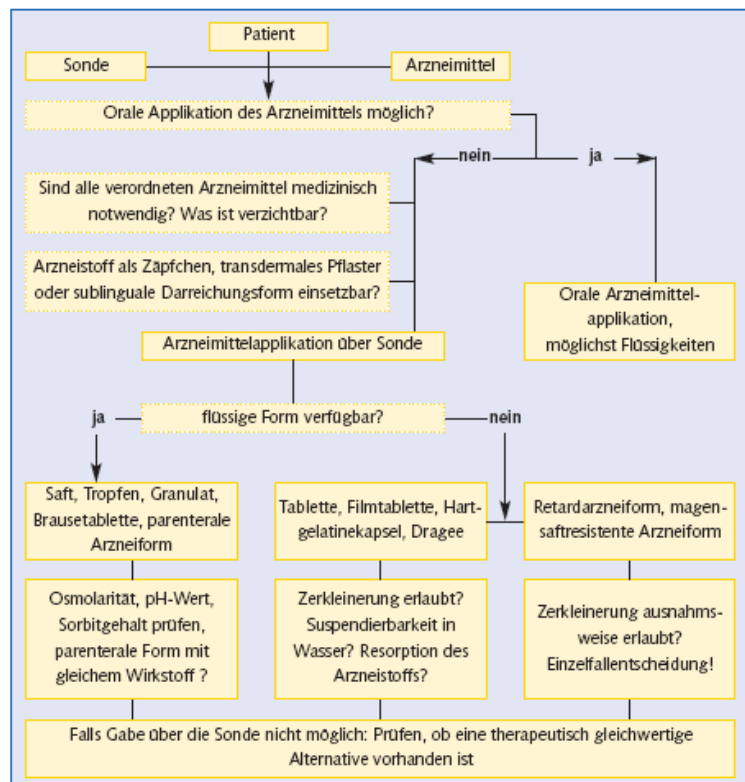 Patient
Sonde
Arzneimittel
Orale Applikation des Arzneimittels möglich?
nein
ja
Sind alle verordneten Arzneimittel medizinisch
notwendig? Was ist verzichtbar?
Arzneistoff als Zäpfchen, transdermales Pflaster
oder sublinguale Darreichungsform einsetzbar?
Orale Arzneimittel-
applikation,
möglichst Flüssigkeiten
Arzneimittelapplikation über Sonde
ja
flüssige Form verfügbar?
nein
Saft, Tropfen, Granulat,
Brausetablette, parenterale
Arzneiform
Tablette, Filmtablette, Hart-
gelatinekapsel, Dragee
Retardarzneiform, magen-
saftresistente Arzneiform
Osmolarität, pH-Wert,
Sorbitgehalt prüfen,
parenterale Form mit
gleichem Wirkstoff ?
Zerkleinerung erlaubt?
Suspendierbarkeit in
Wasser? Resorption des
Arzneistoffs?
Zerkleinerung ausnahms-
weise erlaubt?
Einzelfallentscheidung!
Falls Gabe über die Sonde nicht möglich: Prüfen, ob eine therapeutisch gleichwertige
Alternative vorhanden ist